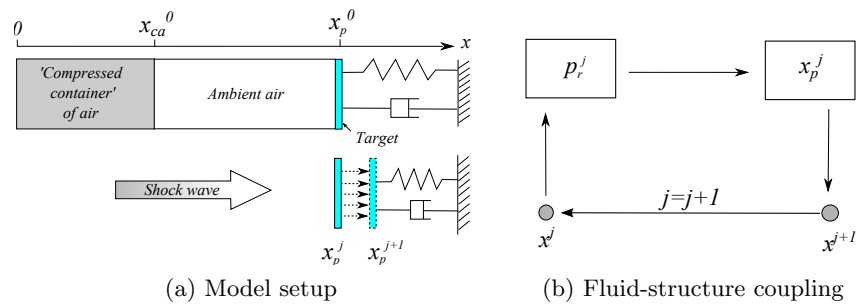 0 x_ca^0 x_p^0 x
'Compressed container' of air
Ambient air
Target
Shock wave
x_p^j x_p^{j+1}
(a) Model setup
p_r^j x_p^j
j=j+1
x^j x^{j+1}
(b) Fluid-structure coupling